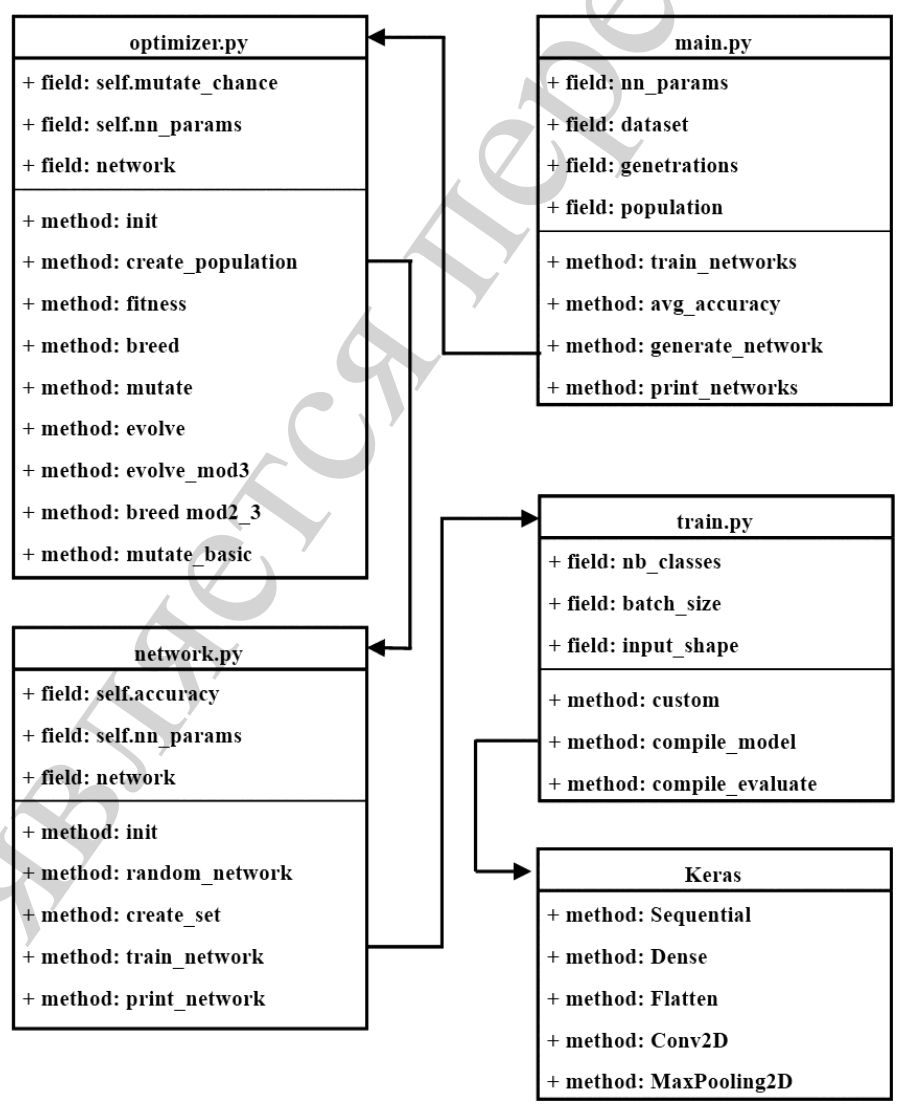 optimizer.py
+ field: self.mutate_chance
+ field: self.nn_params
+ field: network
+ method: init
+ method: create_population
+ method: fitness
+ method: breed
+ method: mutate
+ method: evolve
+ method: evolve_mod3
+ method: breed mod2_3
+ method: mutate_basic
main.py
+ field: nn_params
+ field: dataset
+ field: genetrations
+ field: population
+ method: train_networks
+ method: avg_accuracy
+ method: generate_network
+ method: print_networks
network.py
+ field: self.accuracy
+ field: self.nn_params
+ field: network
+ method: init
+ method: random_network
+ method: create_set
+ method: train_network
+ method: print_network
train.py
+ field: nb_classes
+ field: batch_size
+ field: input_shape
+ method: custom
+ method: compile_model
+ method: compile_evaluate
Keras
+ method: Sequential
+ method: Dense
+ method: Flatten
+ method: Conv2D
+ method: MaxPooling2D
является